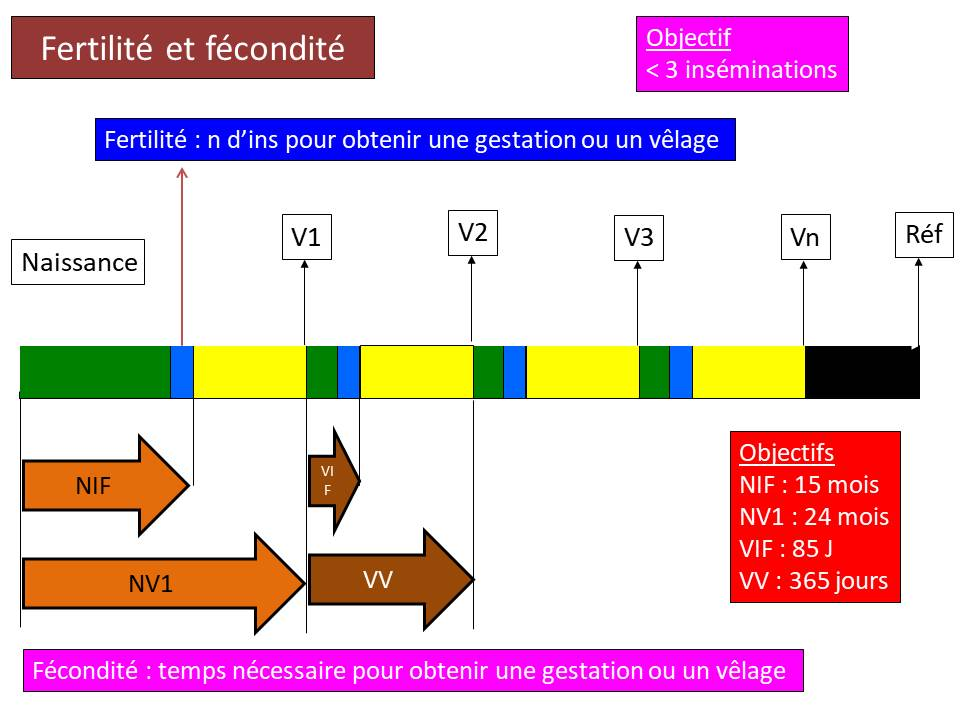 Fertilité et fécondité
Objectif
< 3 inséminations
Fertilité : n d’ins pour obtenir une gestation ou un vêlage
Naissance
V1
V2
V3
Vn
Réf
NIF
VI
F
NV1
VV
Objectifs
NIF : 15 mois
NV1 : 24 mois
VIF : 85 J
VV : 365 jours
Fécondité : temps nécessaire pour obtenir une gestation ou un vêlage